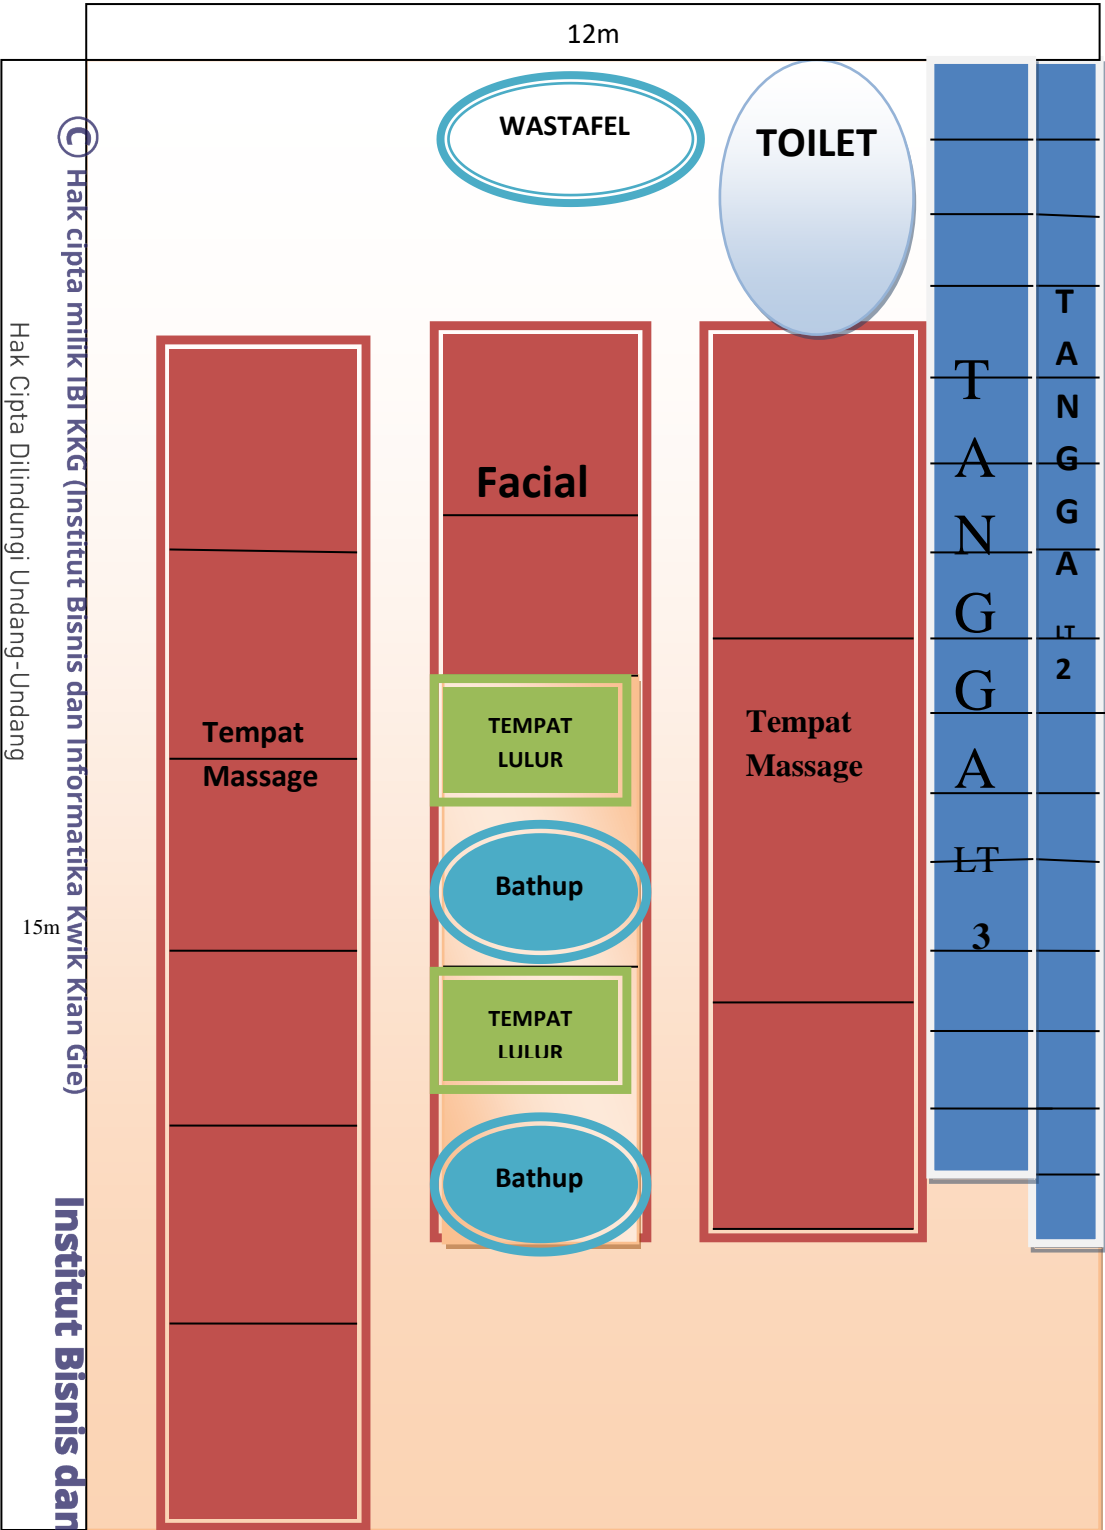 12m
WASTAFEL
TOILET
© Hak cipta milik IBI KKG (Institut Bisnis dan Informatika Kwik Kian Gie)
Hak Cipta Dilindungi Undang-Undang
Institut Bisnis dan
15m
Tempat
Massage
Facial
TEMPAT
LULUR
Bathup
TEMPAT
LULUR
Bathup
Tempat
Massage
T
A
N
G
G
A
LT
3
T
A
N
G
G
A
LT
2